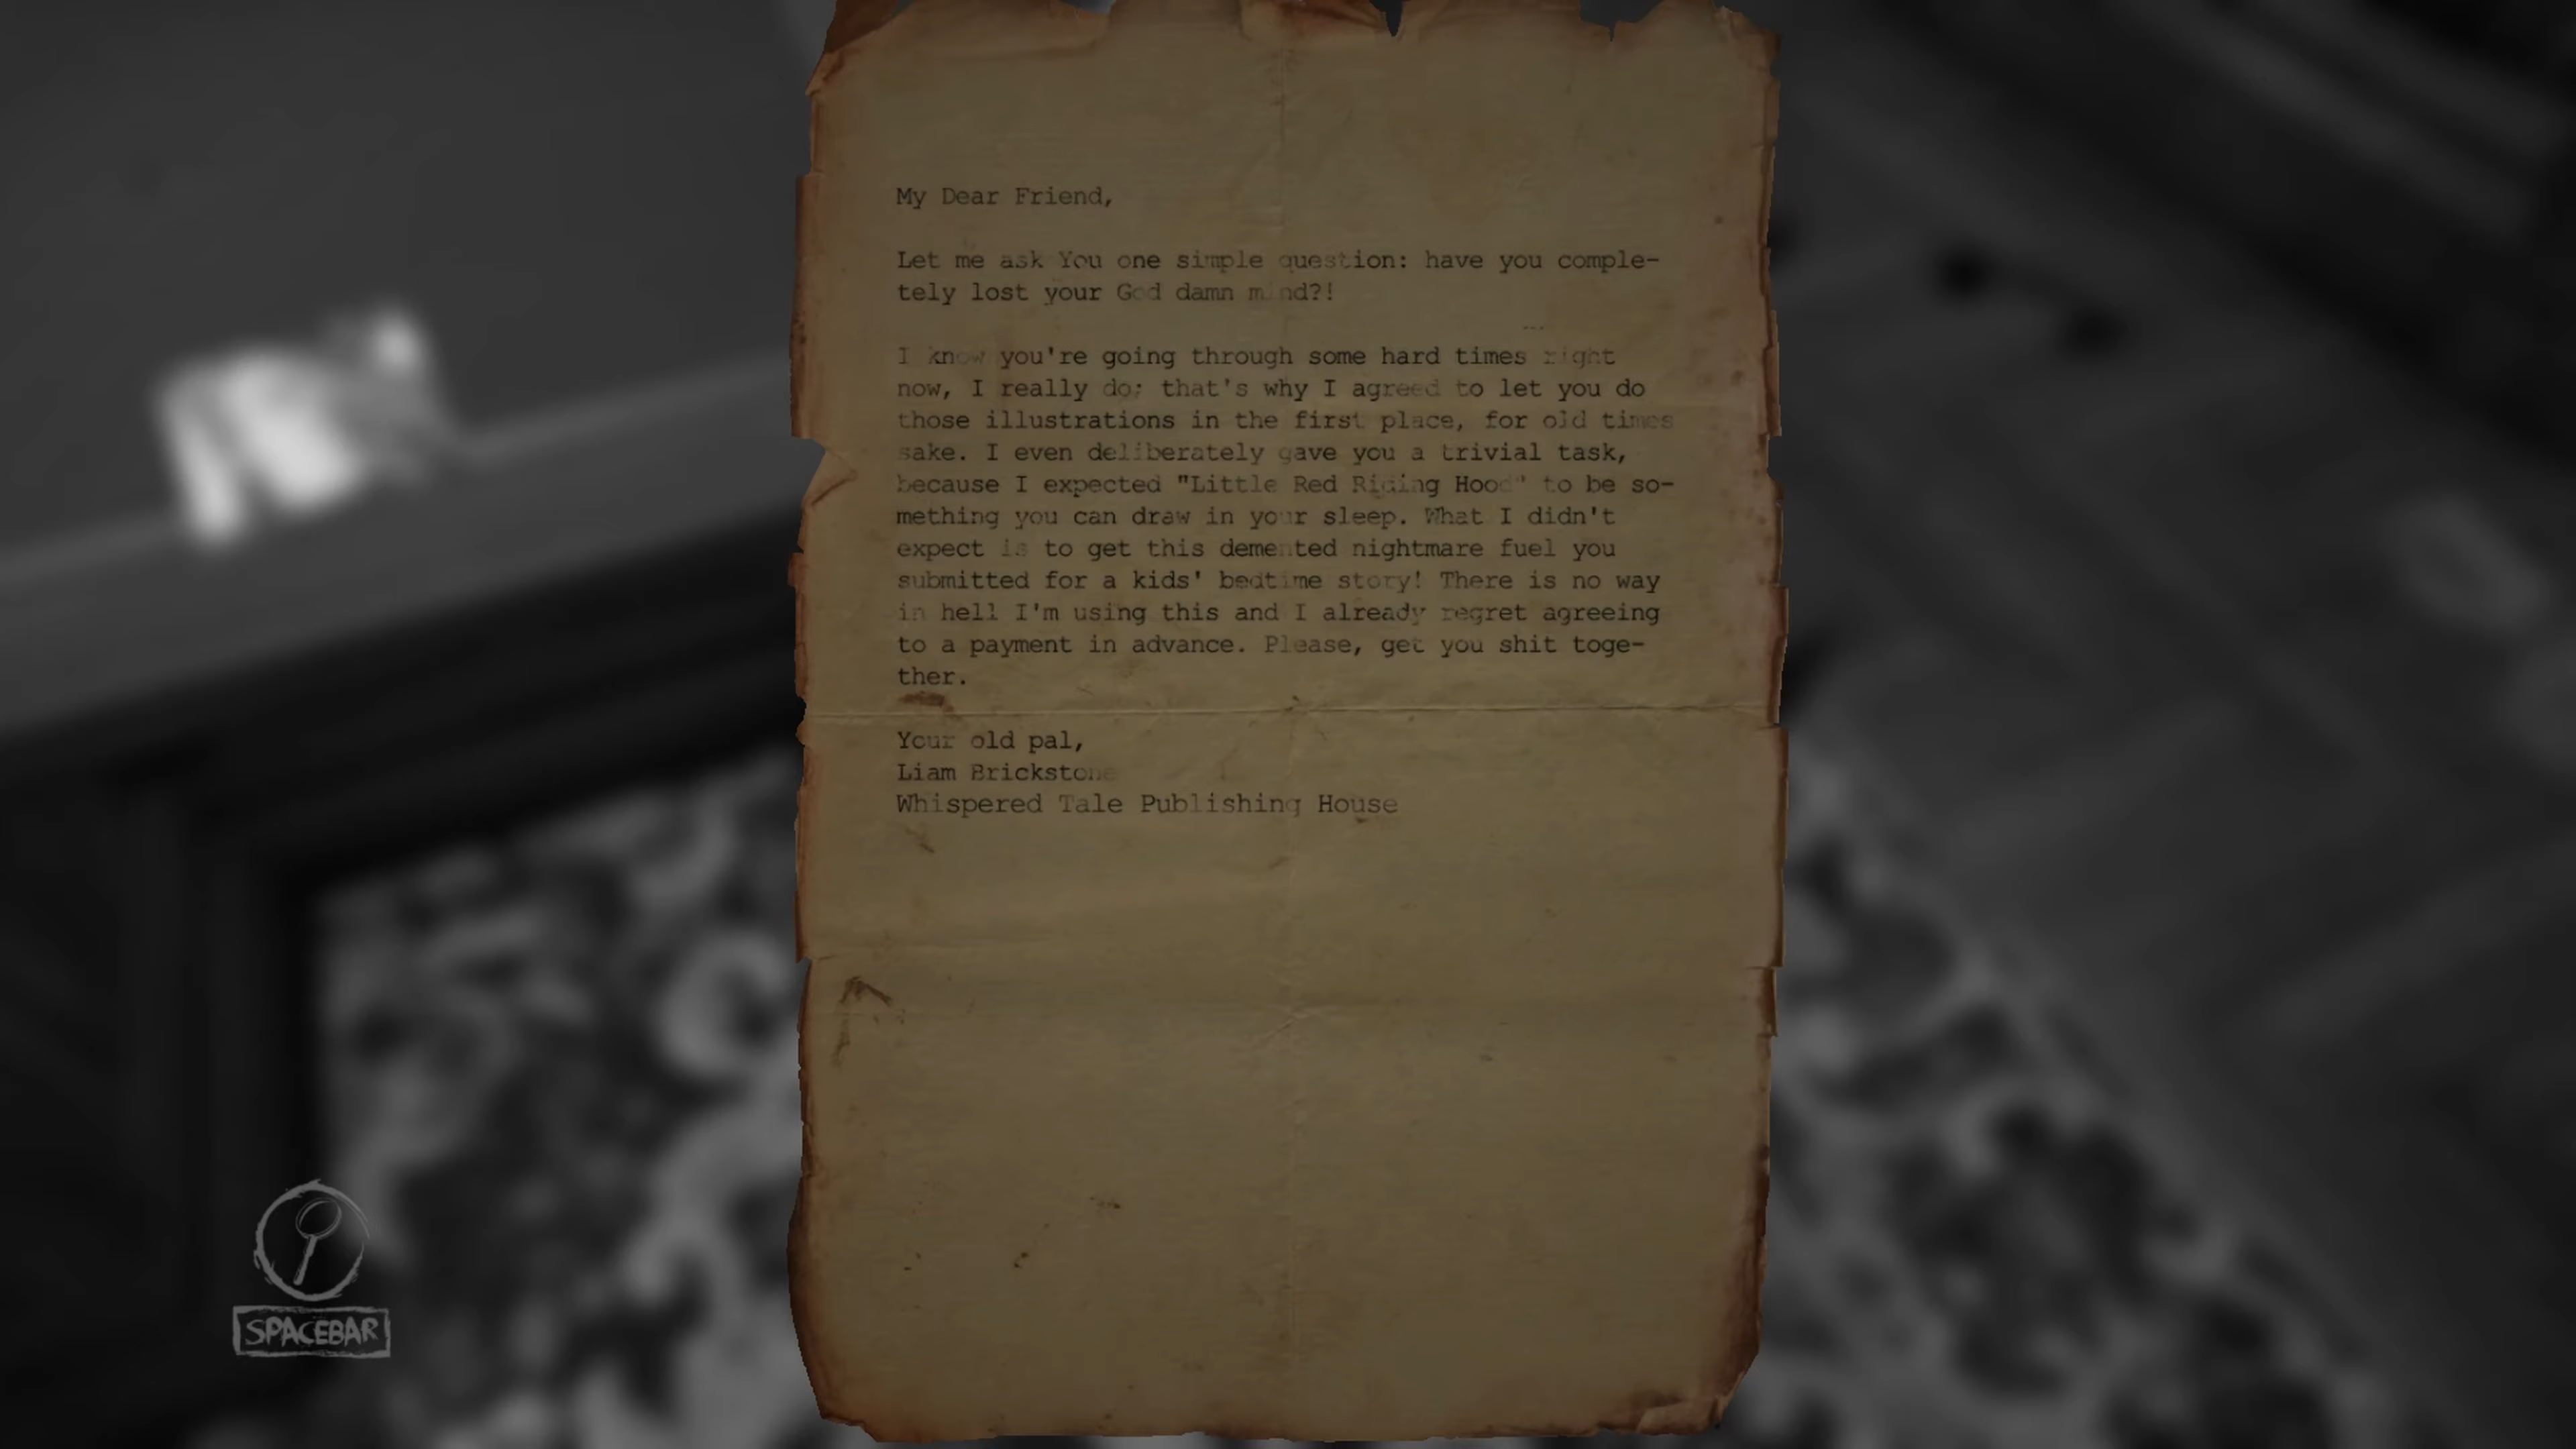 My Dear Friend,
Let me ask You one simple question: have you comple-
tely lost your God damn mind?!
I know you're going through some hard times right
now, I really do; that's why I agreed to let you do
those illustrations in the first place, for old times
sake. I even deliberately gave you a trivial task,
because I expected "Little Red Riding Hood" to be so-
mething you can draw in your sleep. What I didn't
expect is to get this demented nightmare fuel you
submitted for a kids' bedtime story! There is no way
in hell I'm using this and I already regret agreeing
to a payment in advance. Please, get you shit toge-
ther.
Your old pal,
Liam Brickstone
Whispered Tale Publishing House
SPACEBAR